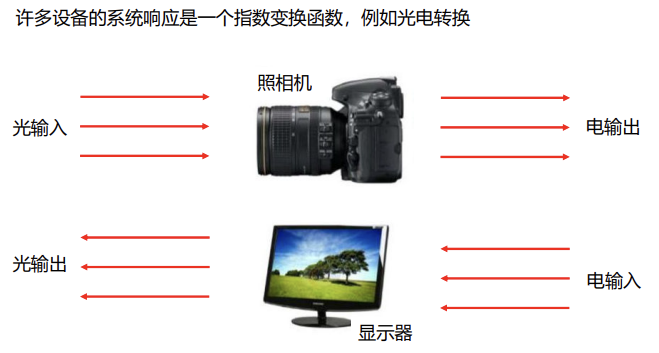 许多设备的系统响应是一个指数变换函数，例如光电转换
照相机
光输入
电输出
光输出
电输入
显示器